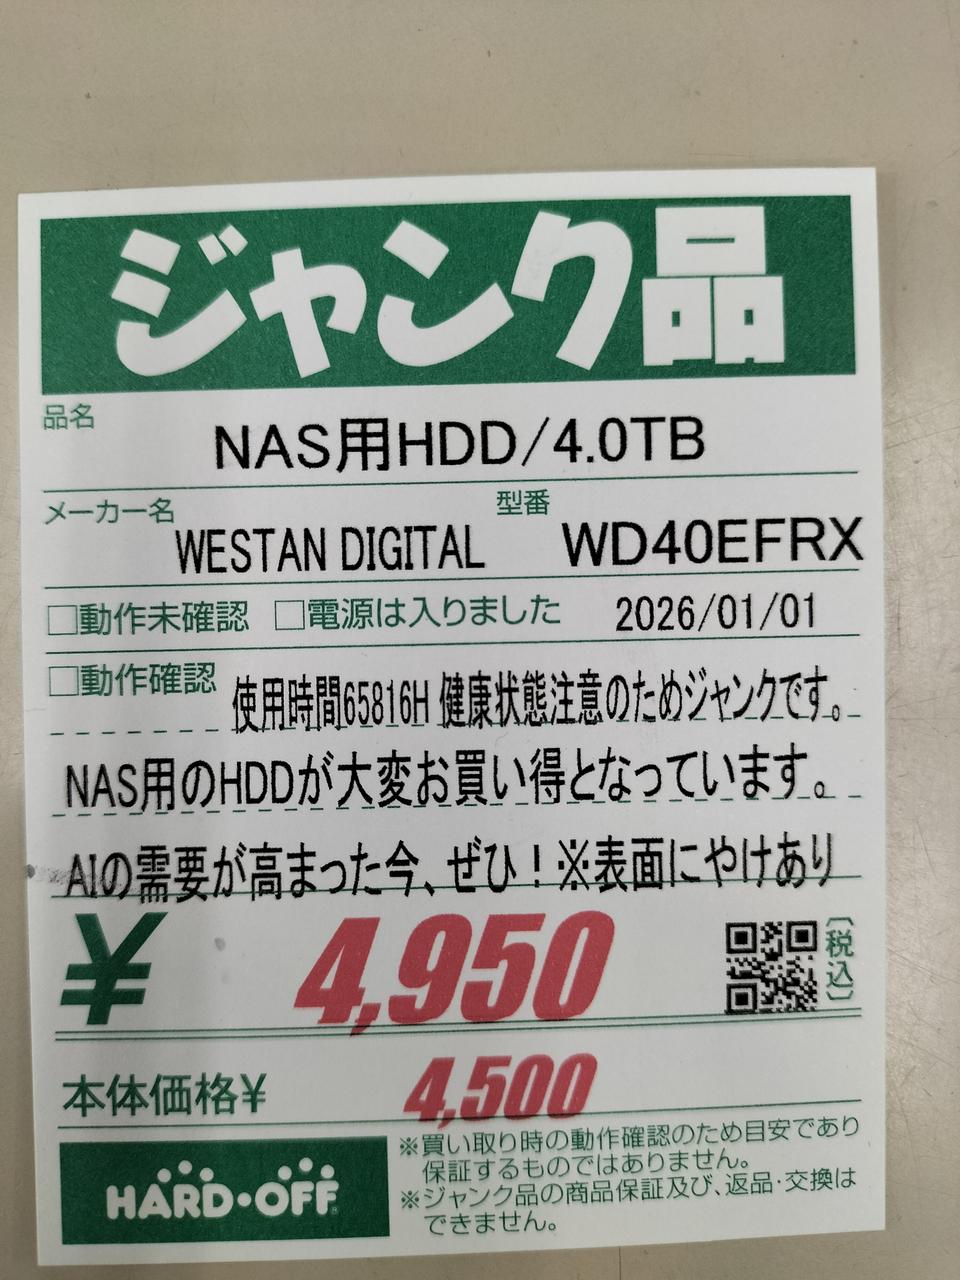 ジャンク品
品名
NAS用HDD/4.0TB
メーカー名 型番
WESTAN DIGITAL WD40EFRX
□動作未確認 □電源は入りました 2026/01/01
□動作確認 使用時間65816H 健康状態注意のためジャンクです。
NAS用のHDDが大変お買い得となっています。
AIの需要が高まった今、ぜひ！※表面にやけあり
¥ 4,950 (税込)
本体価格¥ 4,500
HARD・OFF
※買い取り時の動作確認のため目安であり
保証するものではありません。
※ジャンク品の商品保証及び、返品・交換は
できません。